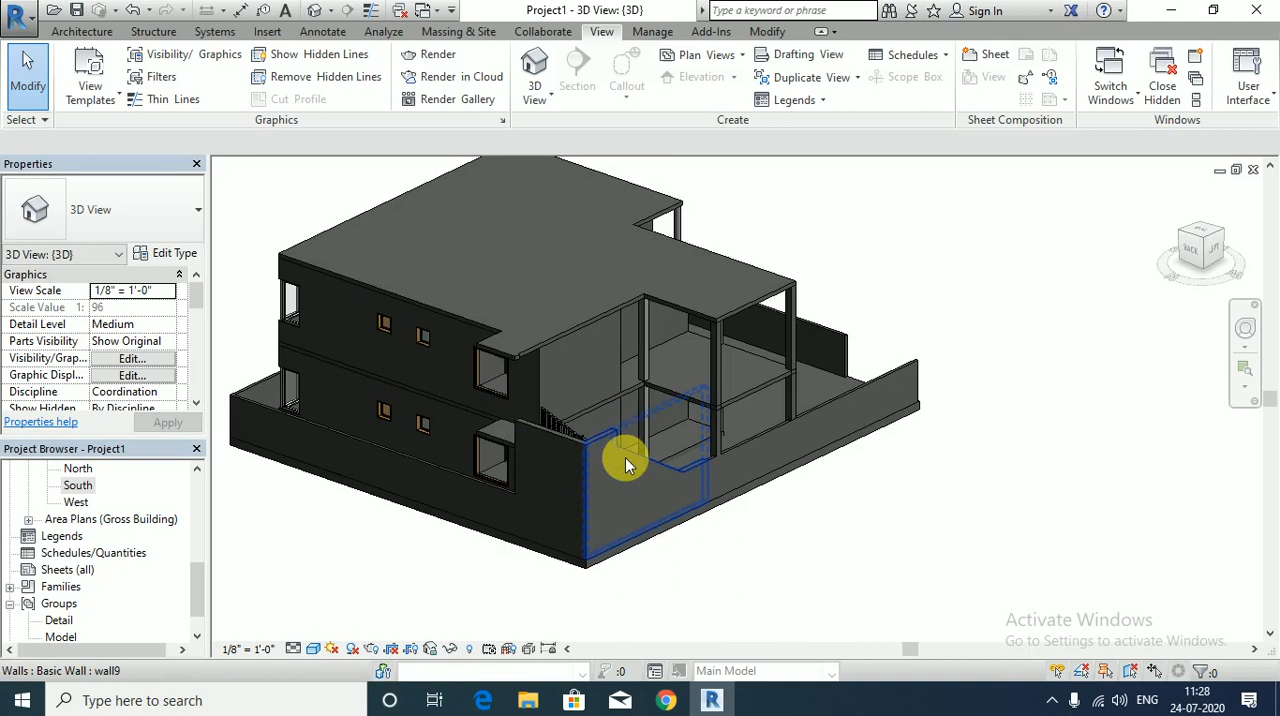 Project1 - 3D View: {3D}
Type a keyword or phrase
Sign In
Architecture Structure Systems Insert Annotate Analyze Massing & Site Collaborate View Manage Add-Ins Modify
Modify
Select
View Templates
Visibility/ Graphics
Filters
Thin Lines
Show Hidden Lines
Remove Hidden Lines
Cut Profile
Render
Render in Cloud
Render Gallery
Graphics
3D View
Section
Callout
Plan Views
Elevation
Drafting View
Duplicate View
Legends
Schedules
Scope Box
Create
Sheet
View
Sheet Composition
Switch Windows
Close Hidden
User Interface
Windows
Properties
3D View
3D View: {3D}
Edit Type
Graphics
View Scale 1/8" = 1'-0"
Scale Value 1: 96
Detail Level Medium
Parts Visibility Show Original
Visibility/Grap... Edit...
Graphic Displ... Edit...
Discipline Coordination
Show Hidden By Discipline
Properties help
Apply
Project Browser - Project1
North
South
West
Area Plans (Gross Building)
Legends
Schedules/Quantities
Sheets (all)
Families
Groups
Detail
Model
BACK
Activate Windows
Go to Settings to activate Windows.
1/8" = 1'-0"
Walls : Basic Wall : wall9
:0
Main Model
:0
Type here to search
ENG
11:28
24-07-2020